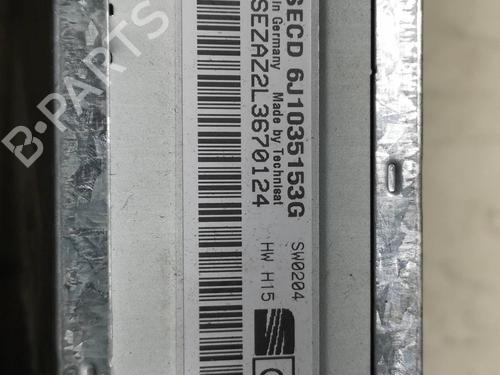 SECD 6J1035153G
in Germany Made by Technisat
SEZAZ2L3670124
SW0204
HW H15
B-PARTS